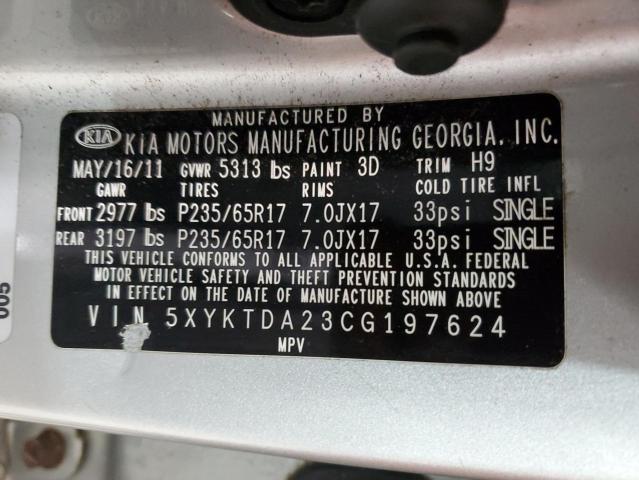 MANUFACTURED BY
KIA KIA MOTORS MANUFACTURING GEORGIA, INC.
MAY/16/11 GVWR 5313 lbs PAINT 3D TRIM H9
GAWR TIRES RIMS COLD TIRE INFL
FRONT 2977 lbs P235/65R17 7.0JX17 33psi SINGLE
REAR 3197 lbs P235/65R17 7.0JX17 33psi SINGLE
THIS VEHICLE CONFORMS TO ALL APPLICABLE U.S.A. FEDERAL
MOTOR VEHICLE SAFETY AND THEFT PREVENTION STANDARDS
IN EFFECT ON THE DATE OF MANUFACTURE SHOWN ABOVE
VIN 5XYKTDA23CG197624
MPV
005